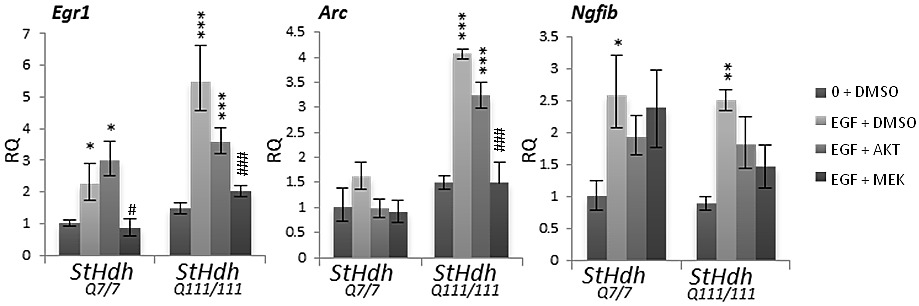 Egr1
7
6
5
4
3
2
1
0
RQ
*
*
#
***
***
###
StHdh
Q7/7
StHdh
Q111/111
Arc
4.5
4
3.5
3
2.5
2
1.5
1
0.5
0
RQ
***
***
###
StHdh
Q7/7
StHdh
Q111/111
Ngfib
3.5
3
2.5
2
1.5
1
0.5
0
RQ
*
**
StHdh
Q7/7
StHdh
Q111/111
0 + DMSO
EGF + DMSO
EGF + AKT
EGF + MEK